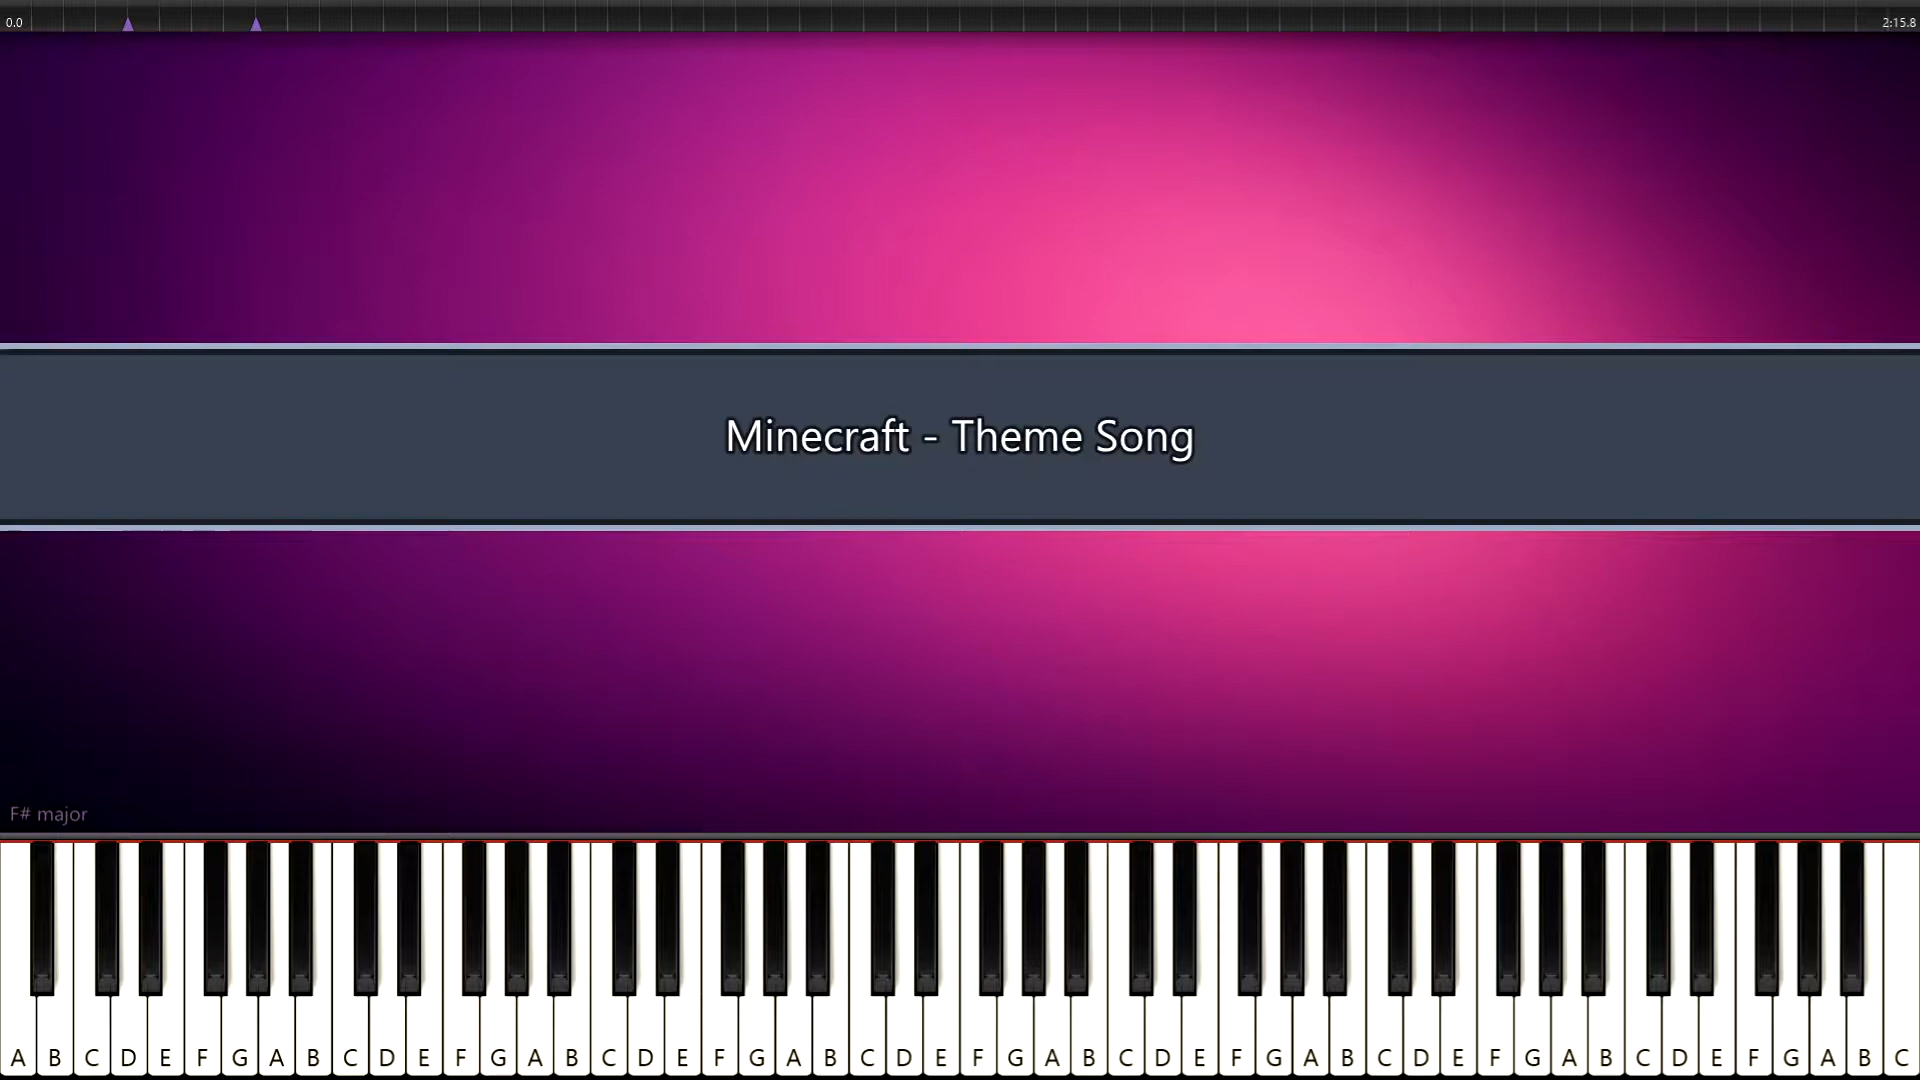 0.0 2:15.8
Minecraft - Theme Song
F# major
A B C D E F G A B C D E F G A B C D E F G A B C D E F G A B C D E F G A B C D E F G A B C D E F G A B C